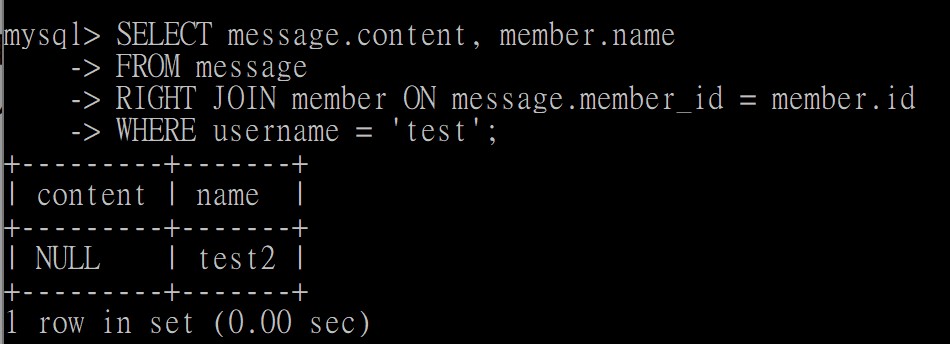 mysql> SELECT message.content, member.name
    -> FROM message
    -> RIGHT JOIN member ON message.member_id = member.id
    -> WHERE username = 'test';
+---------+-------+
| content | name  |
+---------+-------+
| NULL    | test2 |
+---------+-------+
1 row in set (0.00 sec)